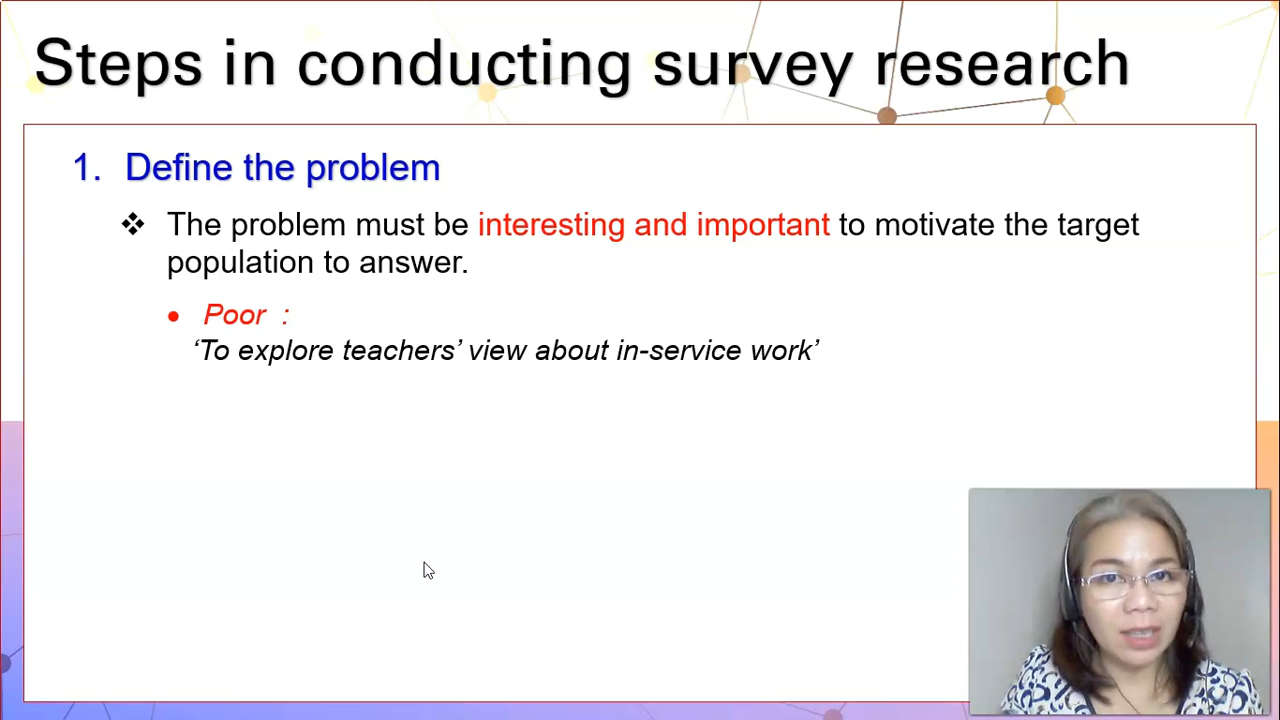 Steps in conducting survey research
1. Define the problem
❖ The problem must be interesting and important to motivate the target
population to answer.
• Poor :
‘To explore teachers’ view about in-service work’